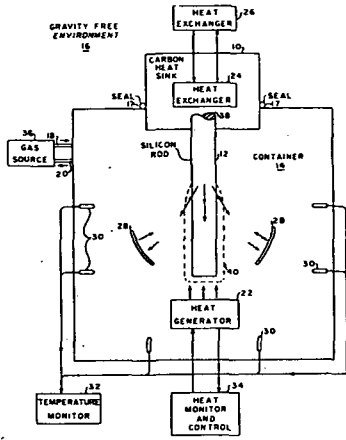 GRAVITY FREE
ENVIRONMENT
16
HEAT
EXCHANGER
26
CARBON
HEAT
SINK
10
24
HEAT
EXCHANGER
SEAL
17
SEAL
17
38
SILICON
ROD
12
36
GAS
SOURCE
18
20
CONTAINER
14
30
28
28
30
40
22
HEAT
GENERATOR
30
32
TEMPERATURE
MONITOR
34
HEAT
MONITOR
AND
CONTROL